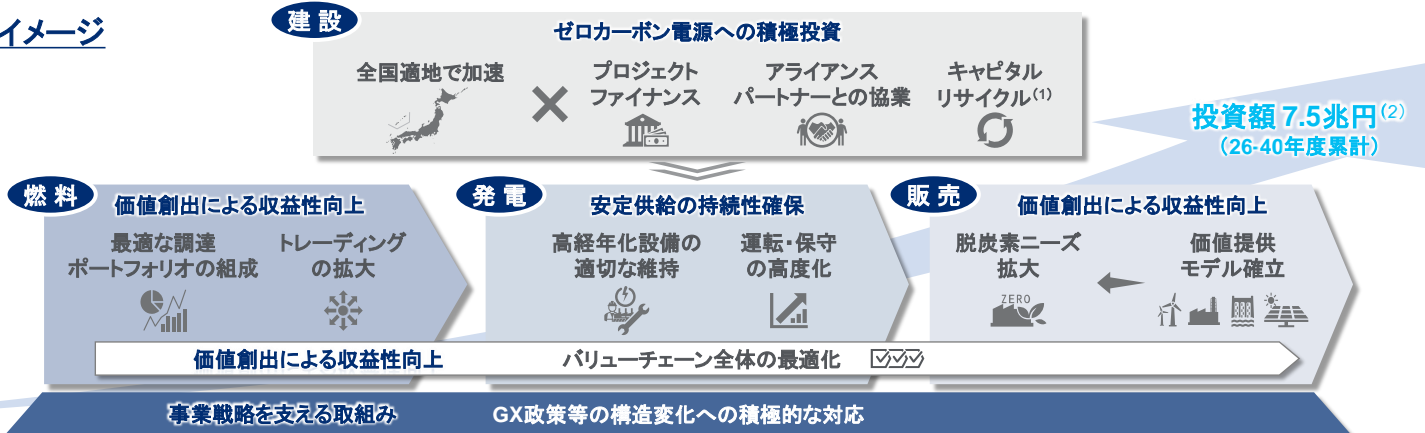 イメージ
建 設
ゼロカーボン電源への積極投資
全国適地で加速
プロジェクト
ファイナンス
アライアンス
パートナーとの協業
キャピタル
リサイクル(1)
投資額 7.5兆円(2)
(26-40年度累計)
燃 料
価値創出による収益性向上
最適な調達
ポートフォリオの組成
トレーディング
の拡大
発 電
安定供給の持続性確保
高経年化設備の
適切な維持
運転・保守
の高度化
販 売
価値創出による収益性向上
脱炭素ニーズ
拡大
ZERO
価値提供
モデル確立
価値創出による収益性向上
バリューチェーン全体の最適化
事業戦略を支える取組み
GX政策等の構造変化への積極的な対応